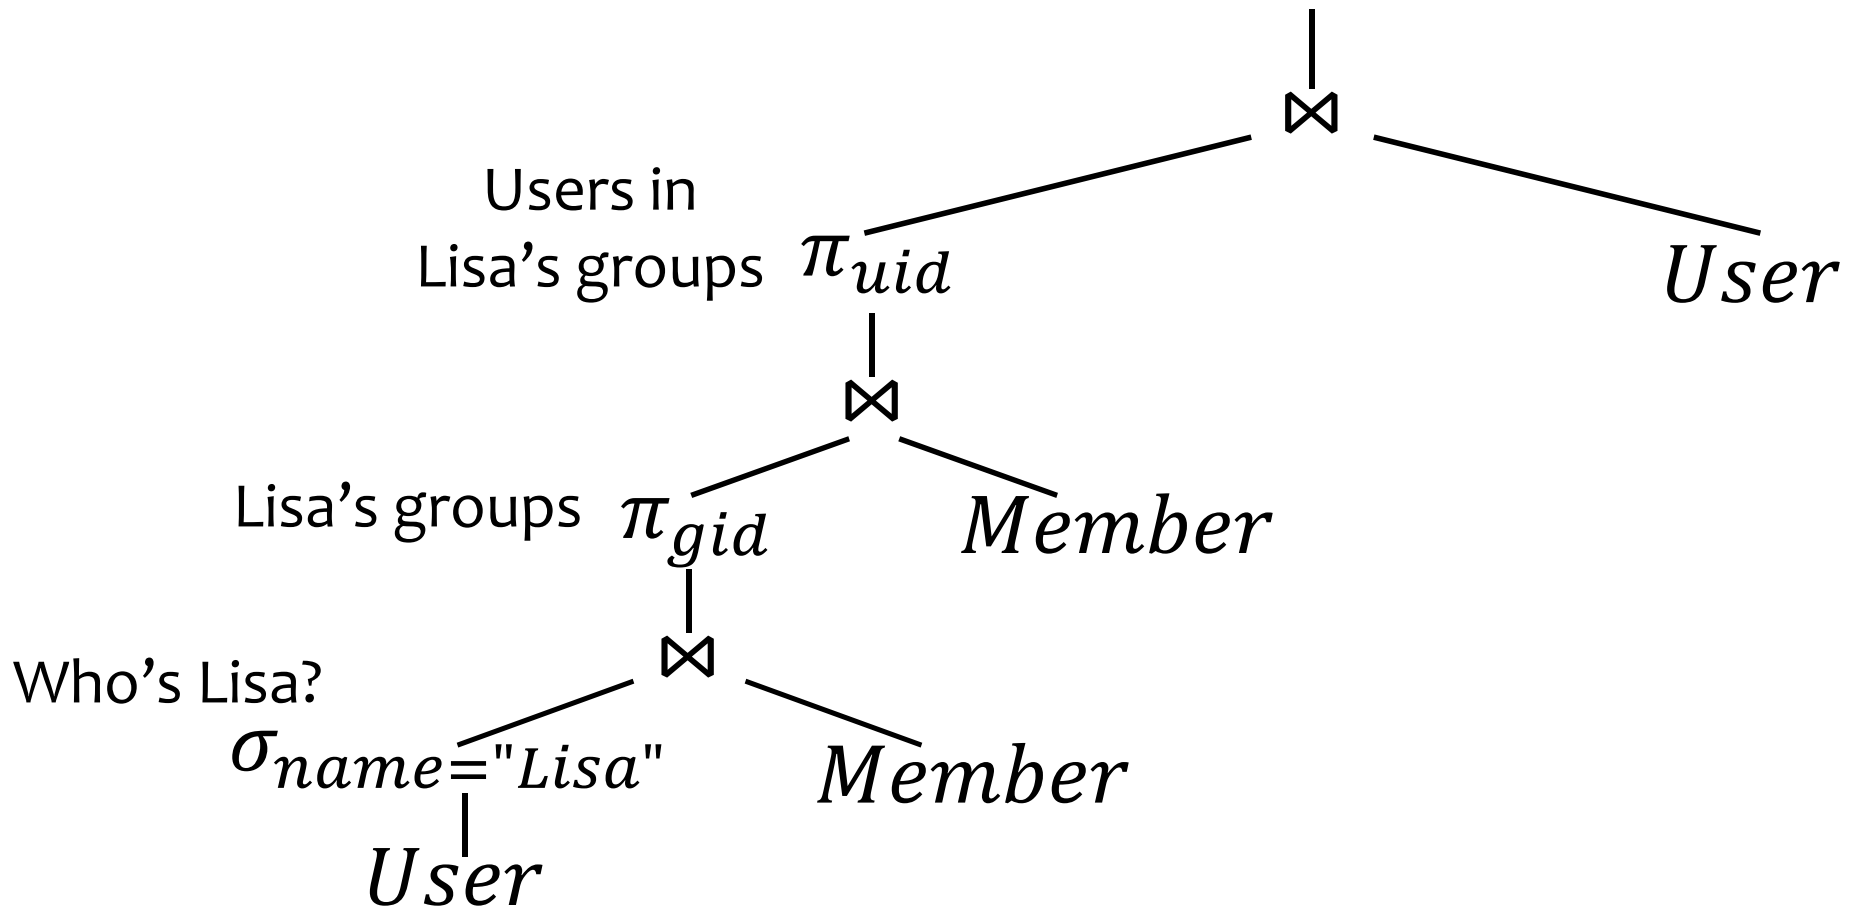 ⋈
Users in
Lisa’s groups π_uid
User
⋈
Lisa’s groups π_gid
Member
⋈
Who’s Lisa?
σ_name="Lisa"
Member
User